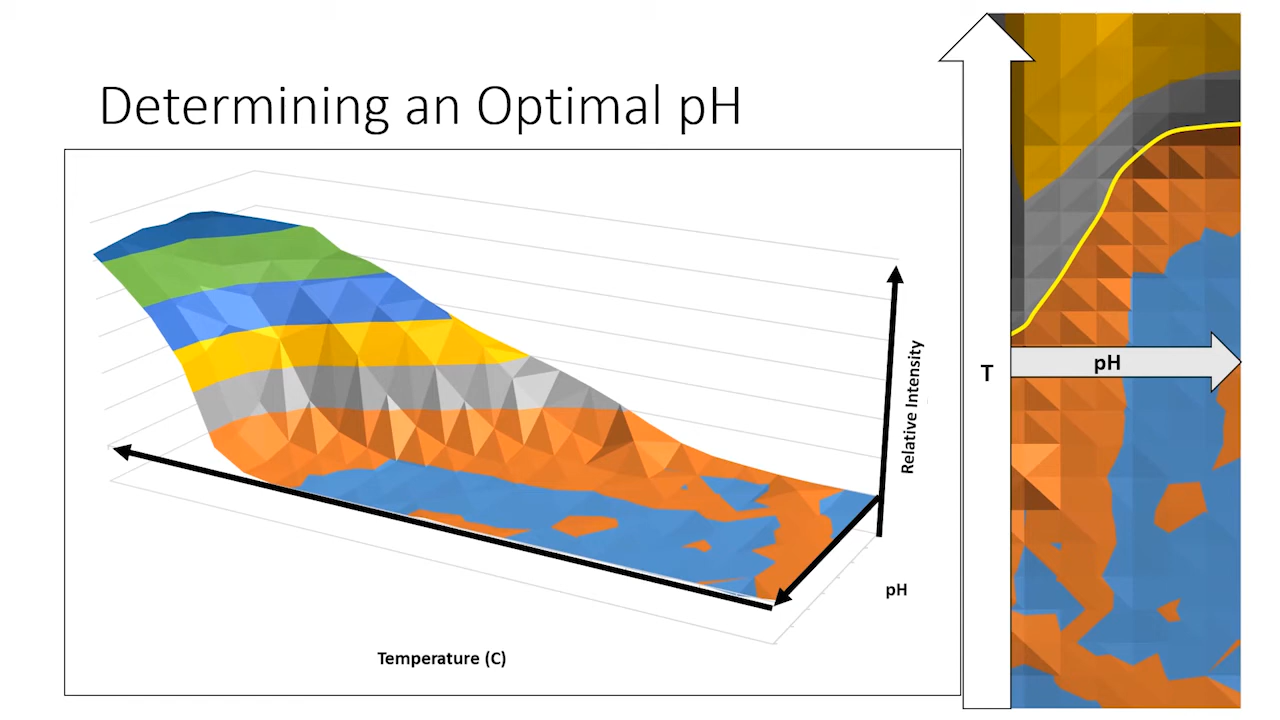 Determining an Optimal pH
Relative Intensity
pH
Temperature (C)
T
pH